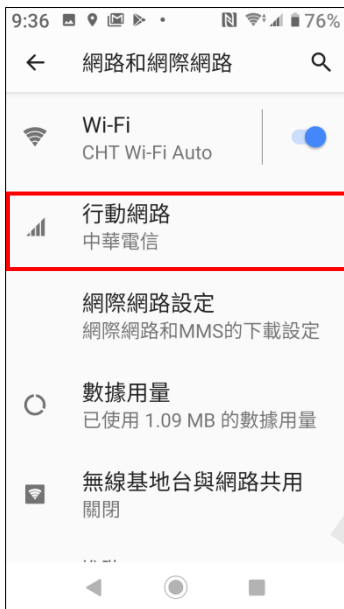 9:36 76%
網路和網際網路
Wi-Fi
CHT Wi-Fi Auto
行動網路
中華電信
網際網路設定
網際網路和MMS的下載設定
數據用量
已使用 1.09 MB 的數據用量
無線基地台與網路共用
關閉